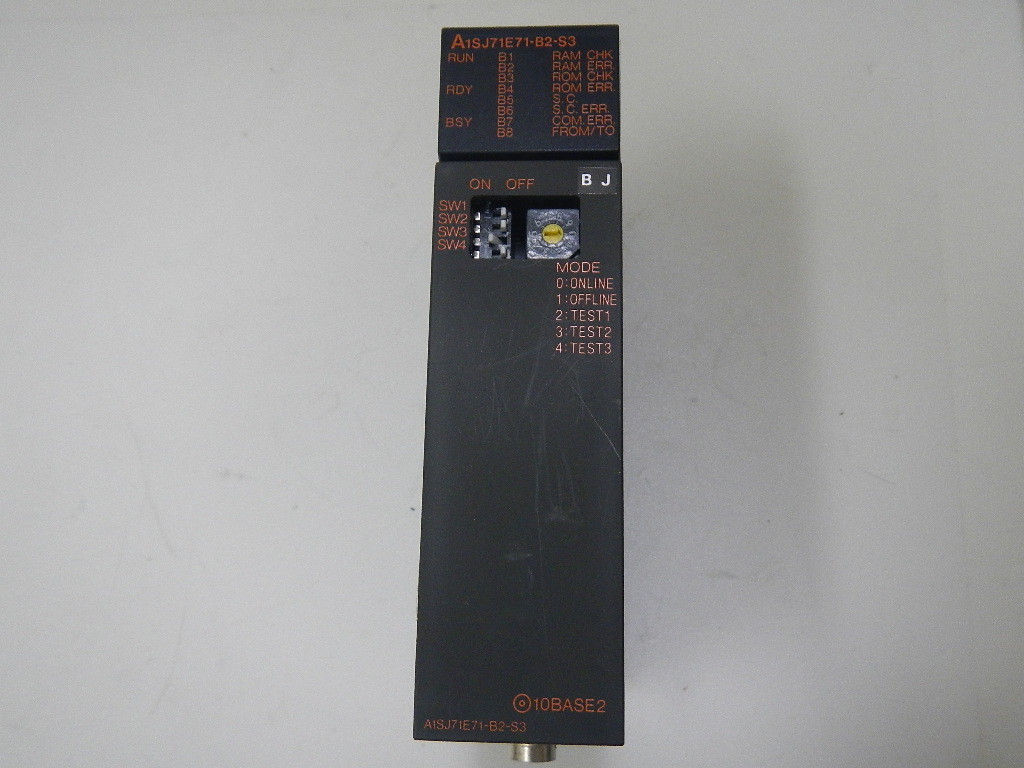 A1SJ71E71-B2-S3
RUN B1 RAM CHK
B2 RAM ERR.
B3 ROM CHK
RDY B4 ROM ERR.
B5 S.C.
B6 S.C.ERR.
BSY B7 COM.ERR.
B8 FROM/TO
ON OFF BJ
SW1
SW2
SW3
SW4
MODE
0:ONLINE
1:OFFLINE
2:TEST1
3:TEST2
4:TEST3
10BASE2
A1SJ71E71-B2-S3